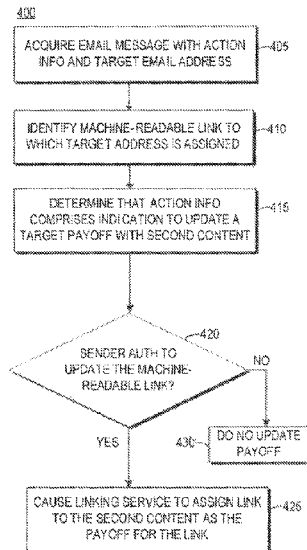 400
ACQUIRE EMAIL MESSAGE WITH ACTION
INFO AND TARGET EMAIL ADDRESS
405
IDENTIFY MACHINE-READABLE LINK TO
WHICH TARGET ADDRESS IS ASSIGNED
410
DETERMINE THAT ACTION INFO
COMPRISES INDICATION TO UPDATE A
TARGET PAYOFF WITH SECOND CONTENT
415
420
SENDER AUTH TO
UPDATE THE MACHINE-
READABLE LINK?
NO
YES
430
DO NO UPDATE
PAYOFF
CAUSE LINKING SERVICE TO ASSIGN LINK
TO THE SECOND CONTENT AS THE
PAYOFF FOR THE LINK
425